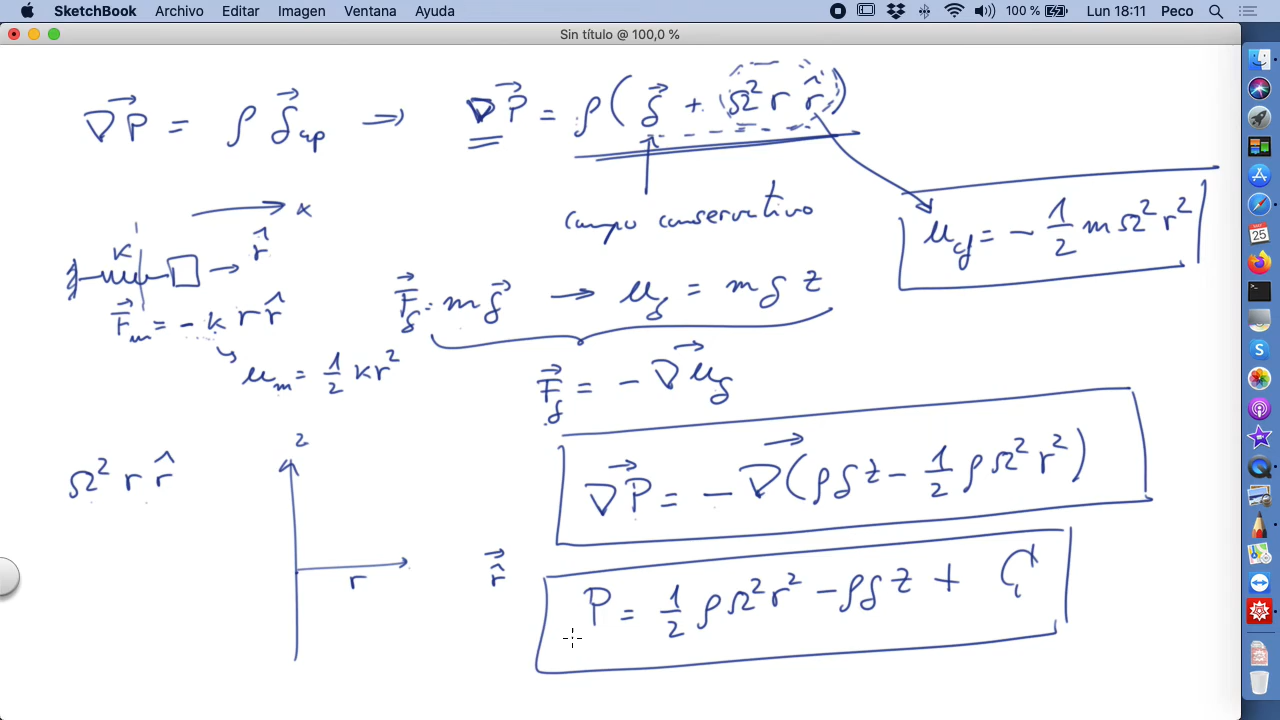 SketchBook Archivo Editar Imagen Ventana Ayuda 100 % Lun 18:11 Peco
Sin título @ 100,0 %
∇P = ρ g_ap → ∇P = ρ(g + Ω² r r̂)
x
K
r̂
campo conservativo
u_cf = - 1/2 m Ω² r²
F_m = - k r r̂
F_g = m g → u_g = m g z
u_m = 1/2 k r²
F_g = - ∇u_g
z
Ω² r r̂
∇P = - ∇(ρ g z - 1/2 ρ Ω² r²)
r
r̂
P = 1/2 ρ Ω² r² - ρ g z +
25